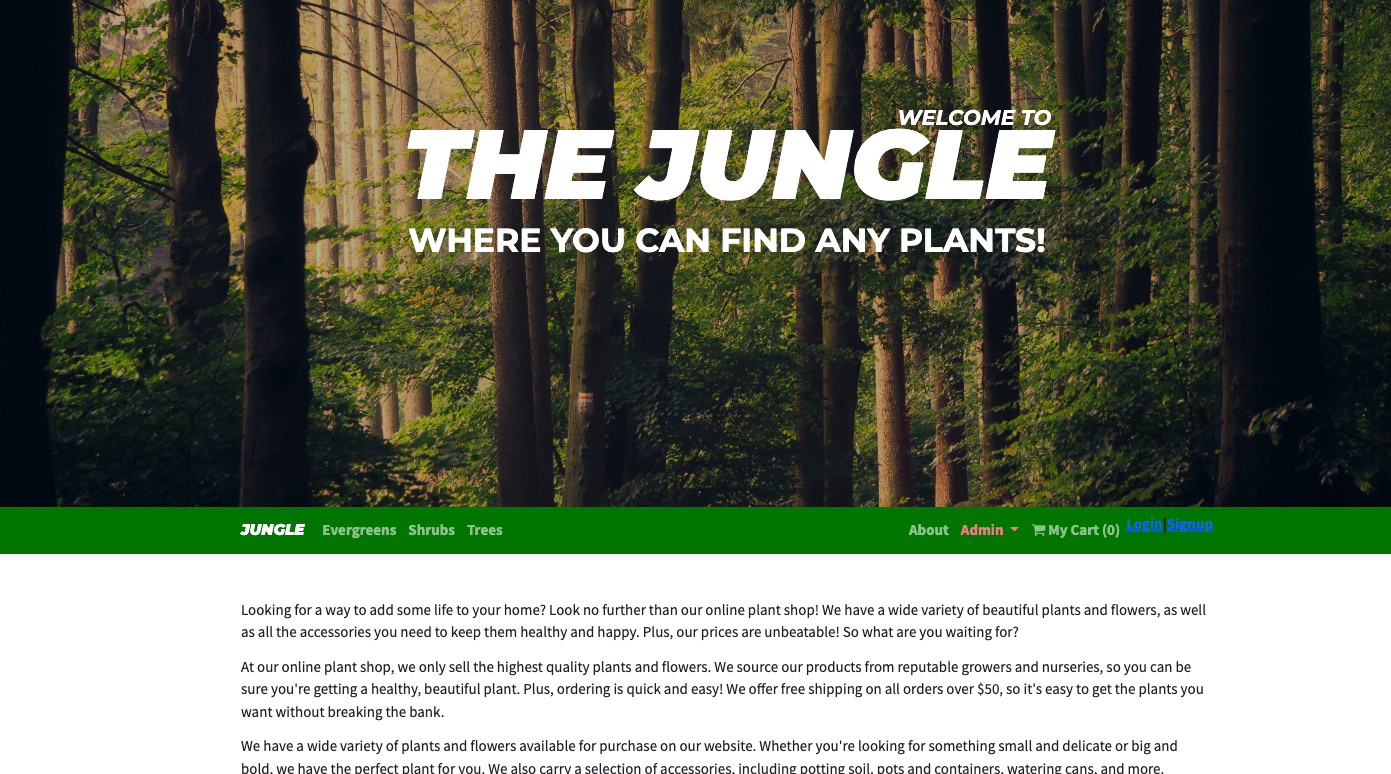 WELCOME TO
THE JUNGLE
WHERE YOU CAN FIND ANY PLANTS!
JUNGLE Evergreens Shrubs Trees About Admin My Cart (0) Login|Signup
Looking for a way to add some life to your home? Look no further than our online plant shop! We have a wide variety of beautiful plants and flowers, as well
as all the accessories you need to keep them healthy and happy. Plus, our prices are unbeatable! So what are you waiting for?
At our online plant shop, we only sell the highest quality plants and flowers. We source our products from reputable growers and nurseries, so you can be
sure you're getting a healthy, beautiful plant. Plus, ordering is quick and easy! We offer free shipping on all orders over $50, so it's easy to get the plants you
want without breaking the bank.
We have a wide variety of plants and flowers available for purchase on our website. Whether you're looking for something small and delicate or big and
bold, we have the perfect plant for you. We also carry a selection of accessories, including potting soil, pots and containers, watering cans, and more.